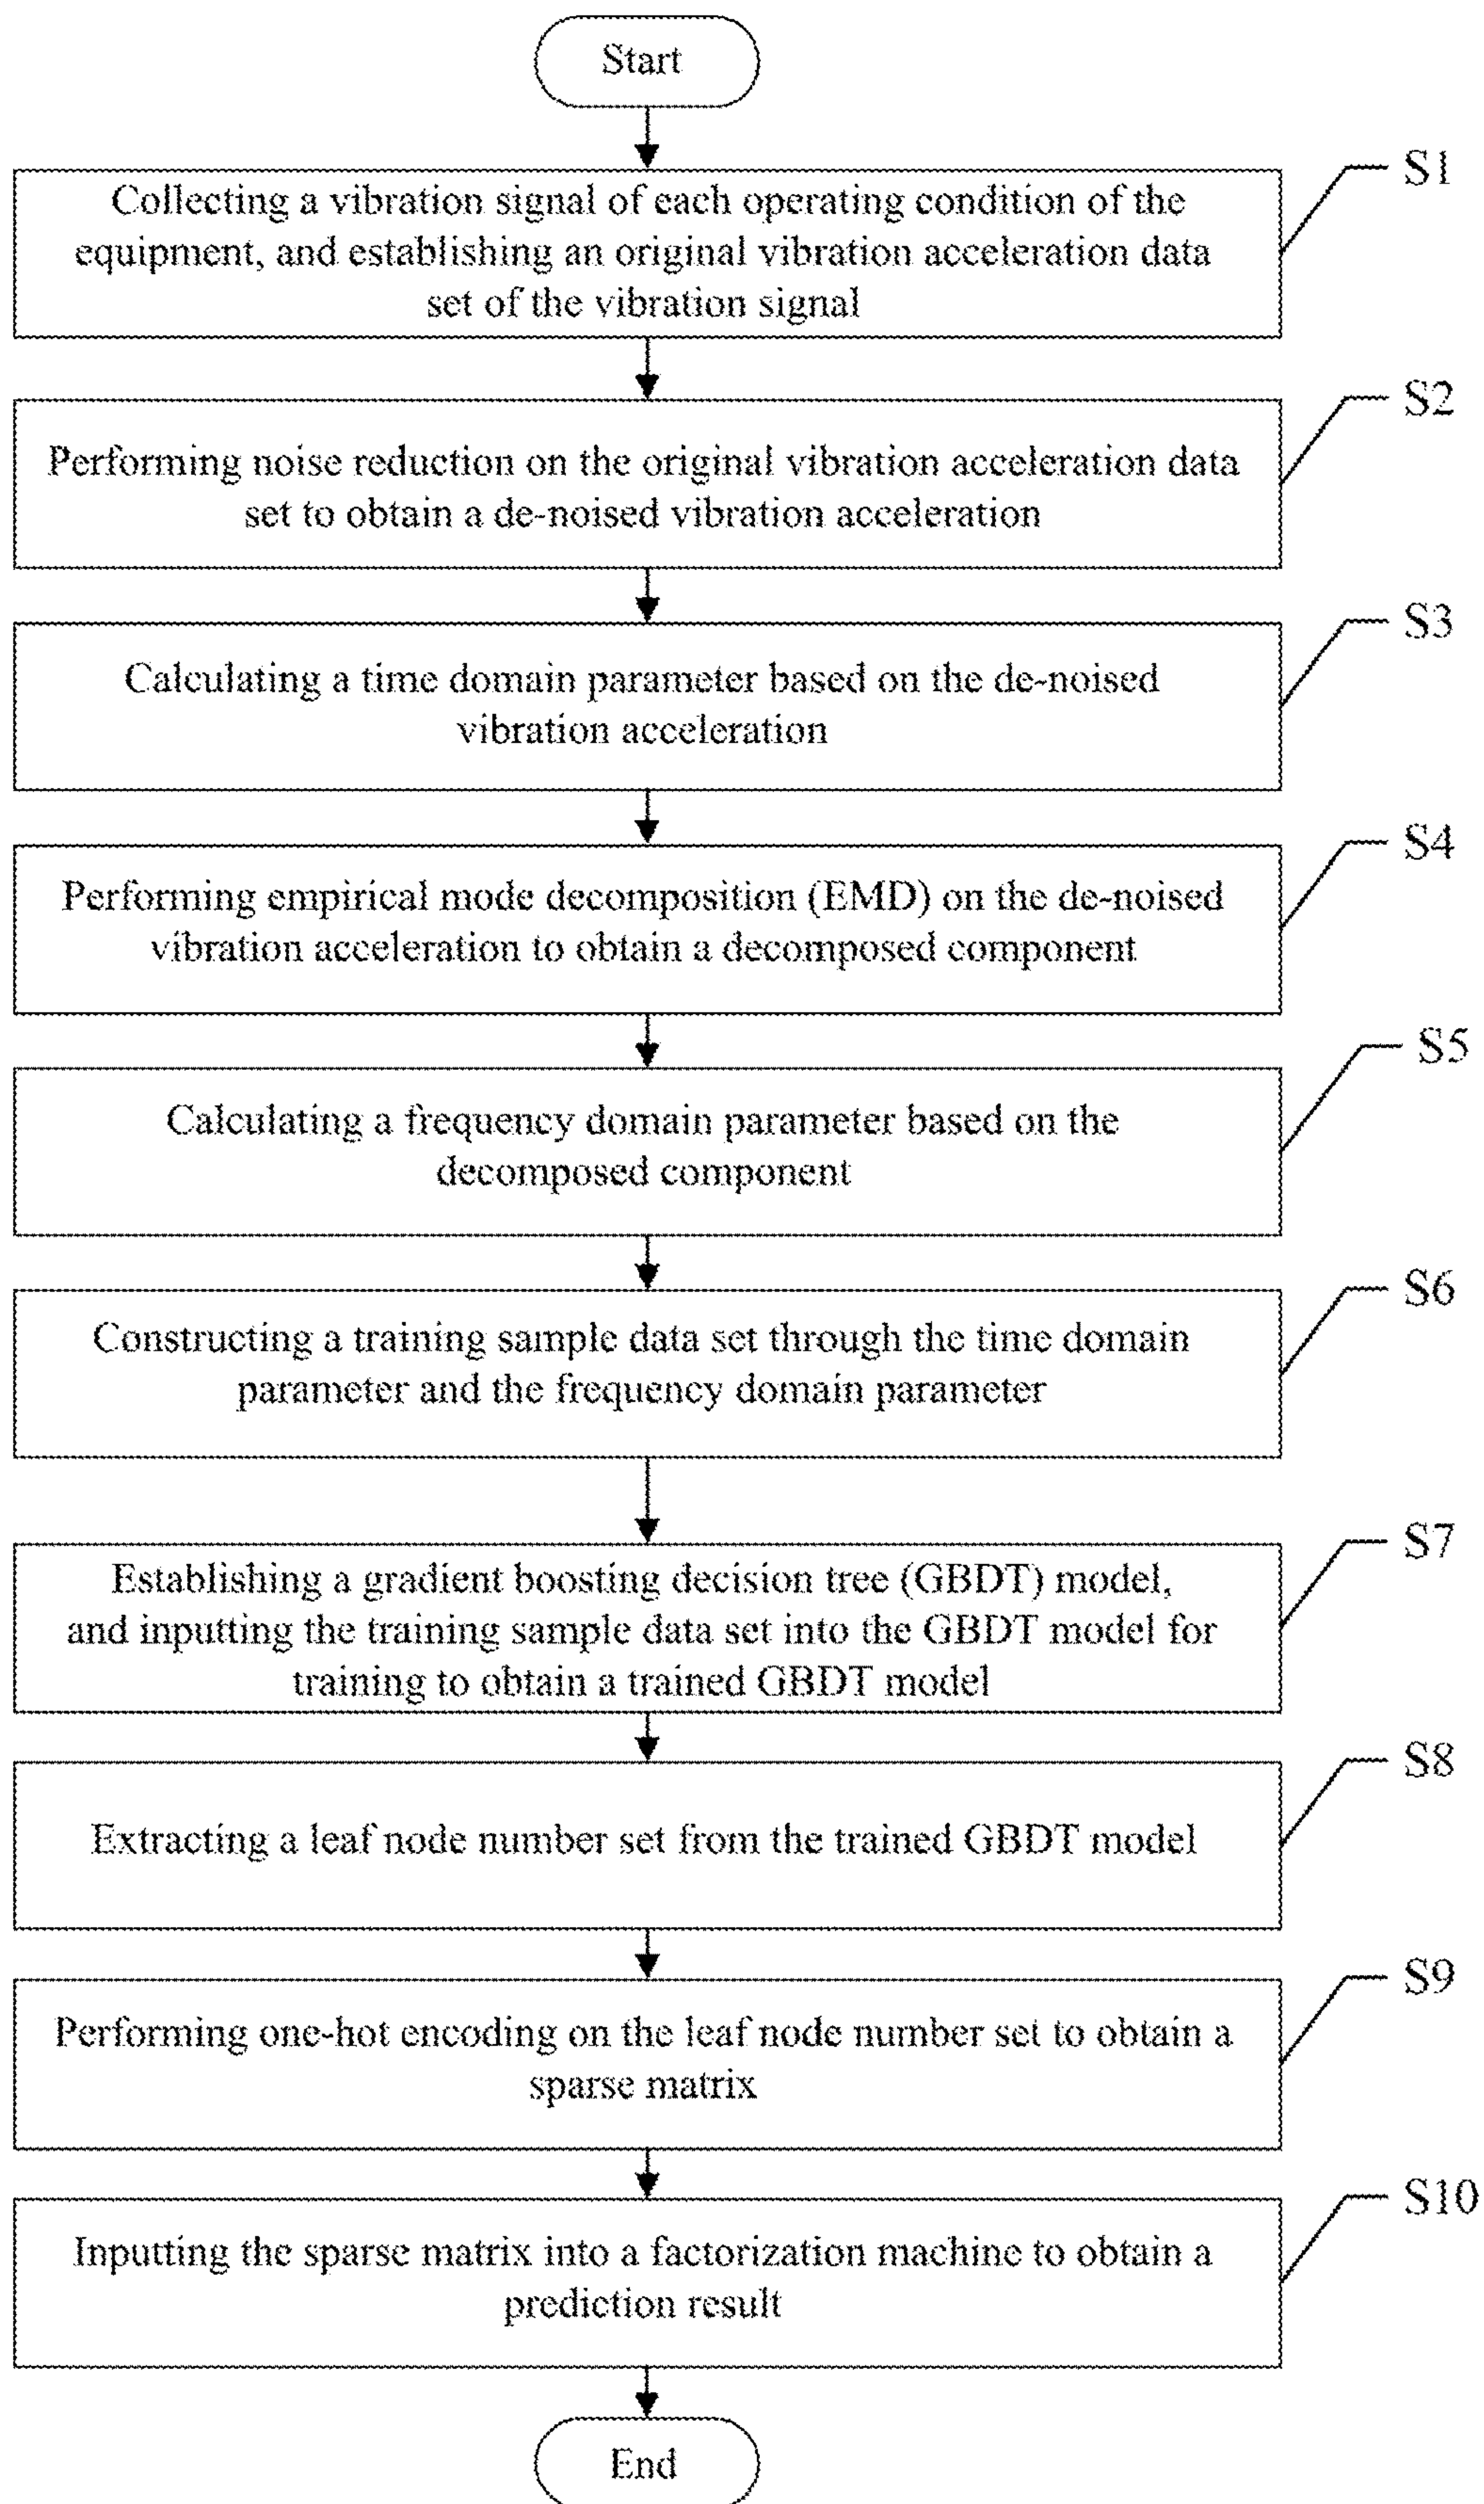 Start
S1
Collecting a vibration signal of each operating condition of the
equipment, and establishing an original vibration acceleration data
set of the vibration signal
S2
Performing noise reduction on the original vibration acceleration data
set to obtain a de-noised vibration acceleration
S3
Calculating a time domain parameter based on the de-noised
vibration acceleration
S4
Performing empirical mode decomposition (EMD) on the de-noised
vibration acceleration to obtain a decomposed component
S5
Calculating a frequency domain parameter based on the
decomposed component
S6
Constructing a training sample data set through the time domain
parameter and the frequency domain parameter
S7
Establishing a gradient boosting decision tree (GBDT) model,
and inputting the training sample data set into the GBDT model for
training to obtain a trained GBDT model
S8
Extracting a leaf node number set from the trained GBDT model
S9
Performing one-hot encoding on the leaf node number set to obtain a
sparse matrix
S10
Inputting the sparse matrix into a factorization machine to obtain a
prediction result
End